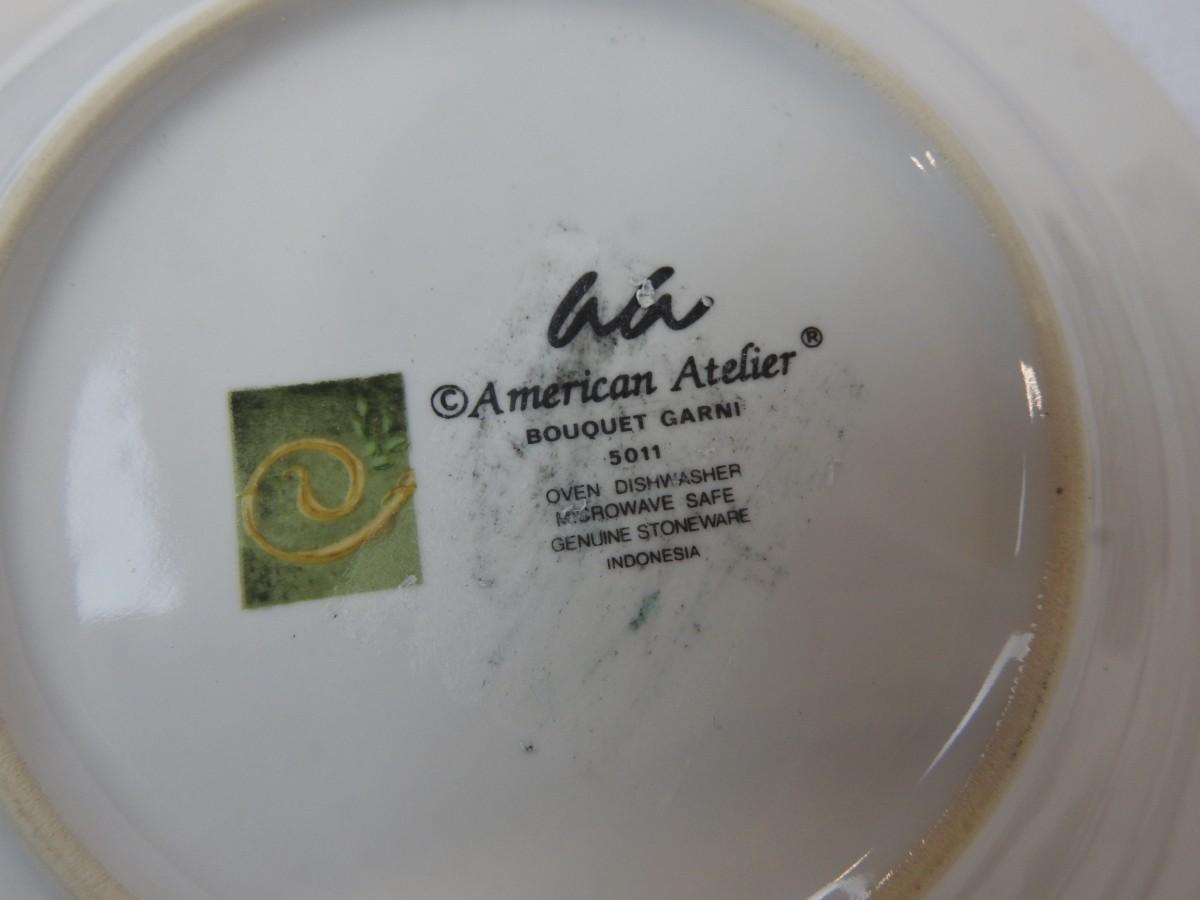 aa
©American Atelier®
BOUQUET GARNI
5011
OVEN DISHWASHER
MICROWAVE SAFE
GENUINE STONEWARE
INDONESIA